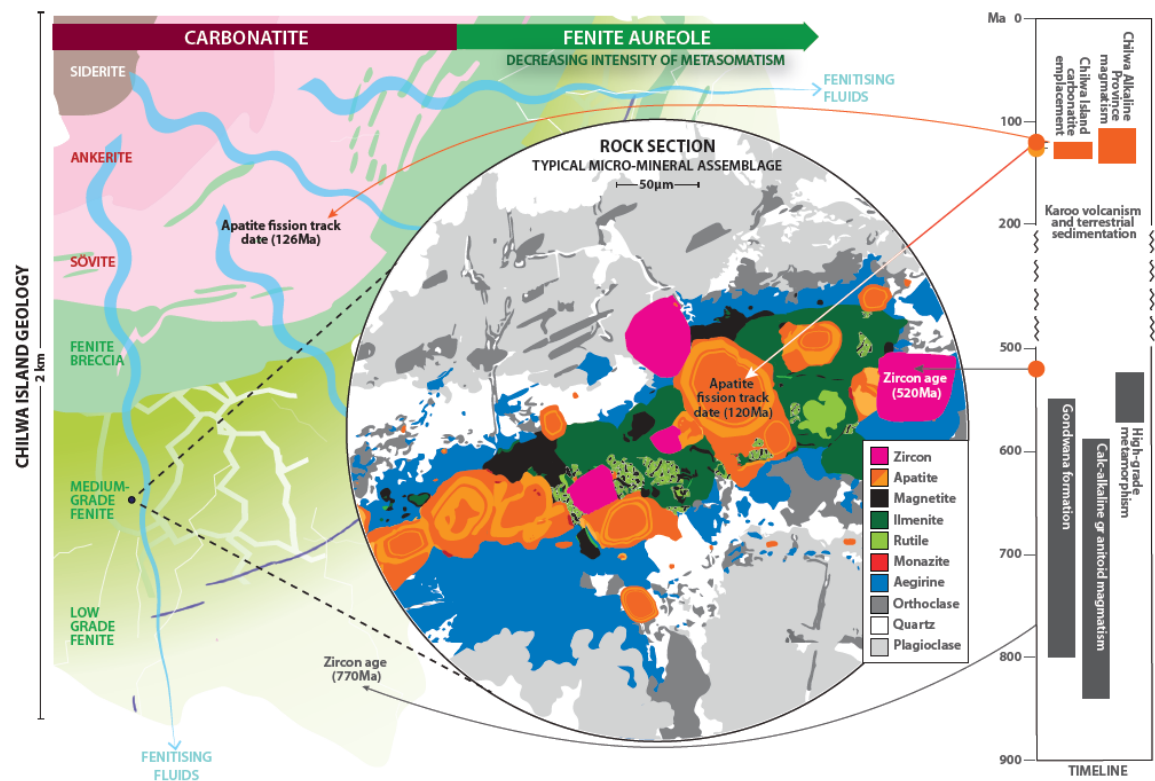 CARBONATITE
FENITE AUREOLE
DECREASING INTENSITY OF METASOMATISM
SIDERITE
ANKERITE
SÖVITE
FENITE
BRECCIA
MEDIUM-
GRADE
FENITE
LOW
GRADE
FENITE
CHILWA ISLAND GEOLOGY
2 km
FENITISING
FLUIDS
Apatite fission track
date (126Ma)
Zircon age
(770Ma)
FENITISING
FLUIDS
ROCK SECTION
TYPICAL MICRO-MINERAL ASSEMBLAGE
50µm
Apatite
fission track
date (120Ma)
Zircon age
(520Ma)
Zircon
Apatite
Magnetite
Ilmenite
Rutile
Monazite
Aegirine
Orthoclase
Quartz
Plagioclase
Ma 0
100
200
500
600
700
800
900
Chilwa Island
carbonatite
emplacement
Chilwa Alkaline
Province
magmatism
Karoo volcanism
and terrestrial
sedimentation
Gondwana formation
Calc-alkaline gr anitoid magmatism
High-grade
metamorphism
TIMELINE